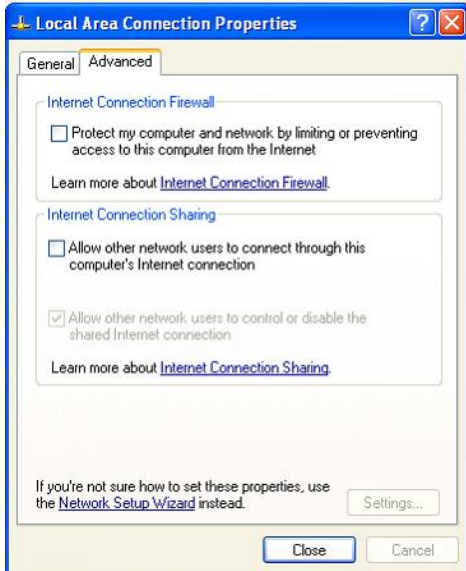 Local Area Connection Properties
General Advanced
Internet Connection Firewall
Protect my computer and network by limiting or preventing
access to this computer from the Internet
Learn more about Internet Connection Firewall.
Internet Connection Sharing
Allow other network users to connect through this
computer's Internet connection
Allow other network users to control or disable the
shared Internet connection
Learn more about Internet Connection Sharing.
If you're not sure how to set these properties, use
the Network Setup Wizard instead.
Settings...
Close Cancel